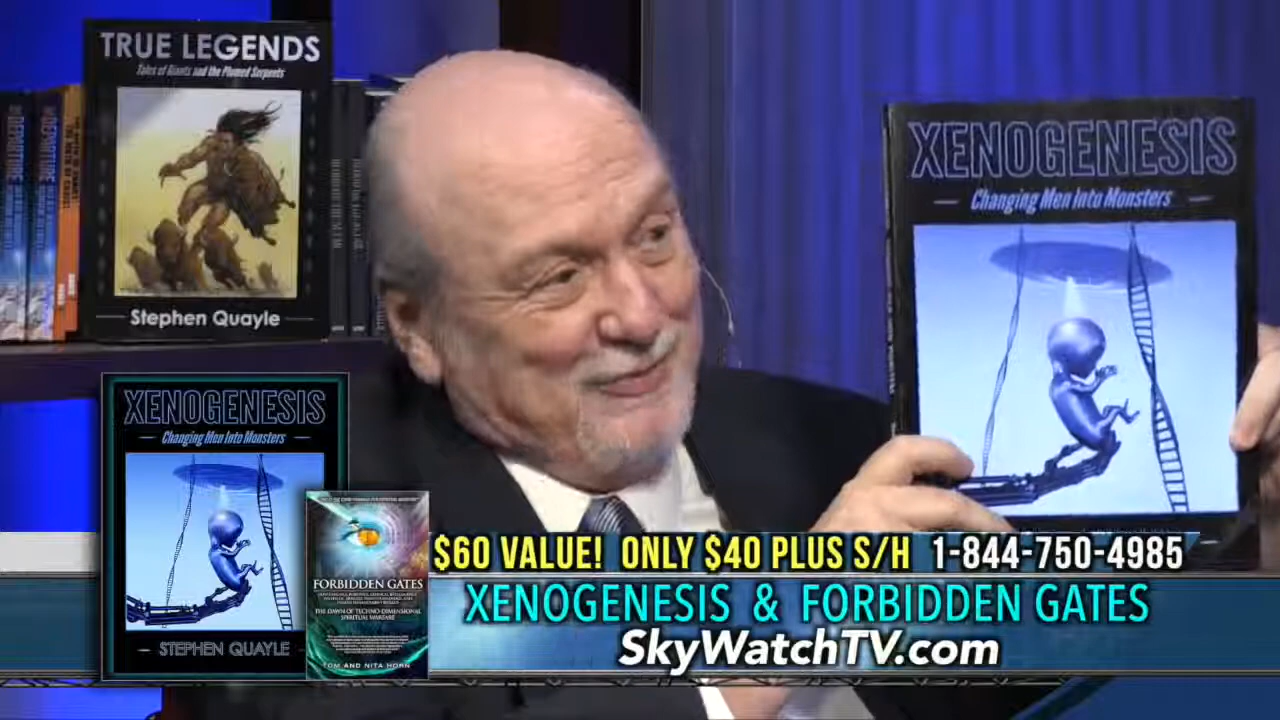 TRUE LEGENDS
Tales of Giants and the Plumed Serpents
Stephen Quayle
DEPARTURE
DEPARTURE
XENOGENESIS
Changing Men Into Monsters
XENOGENESIS
Changing Men Into Monsters
STEPHEN QUAYLE
FORBIDDEN GATES
THE DAWN OF TECHNO-DIMENSIONAL
SPIRITUAL WARFARE
TOM AND NITA HORN
$60 VALUE! ONLY $40 PLUS S/H 1-844-750-4985
XENOGENESIS & FORBIDDEN GATES
SkyWatchTV.com